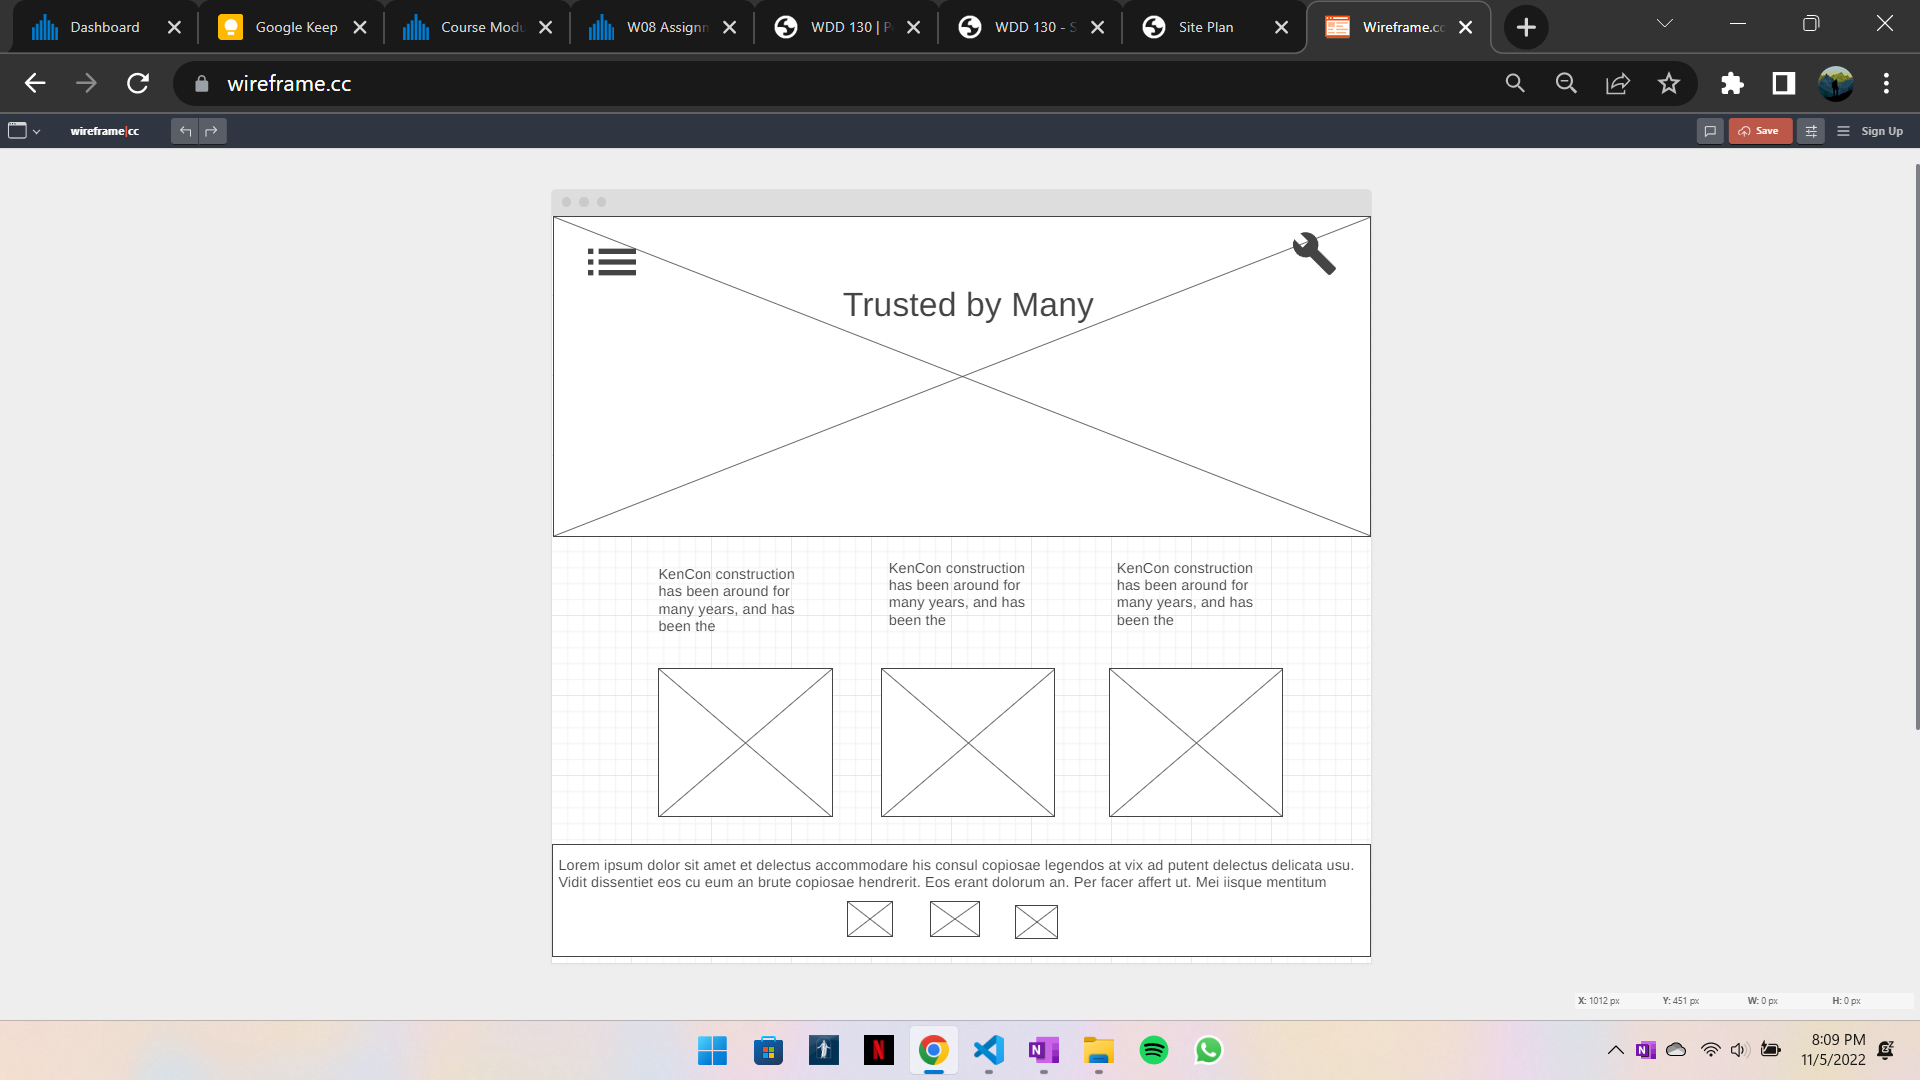 Dashboard
Google Keep
Course Modu
W08 Assignm
WDD 130 | P
WDD 130 - S
Site Plan
Wireframe.cc
wireframe.cc
wireframe|cc
Save
Sign Up
Trusted by Many
KenCon construction
has been around for
many years, and has
been the
KenCon construction
has been around for
many years, and has
been the
KenCon construction
has been around for
many years, and has
been the
Lorem ipsum dolor sit amet et delectus accommodare his consul copiosae legendos at vix ad putent delectus delicata usu.
Vidit dissentiet eos cu eum an brute copiosae hendrerit. Eos erant dolorum an. Per facer affert ut. Mei iisque mentitum
X: 1012 px Y: 451 px W: 0 px H: 0 px
8:09 PM
11/5/2022